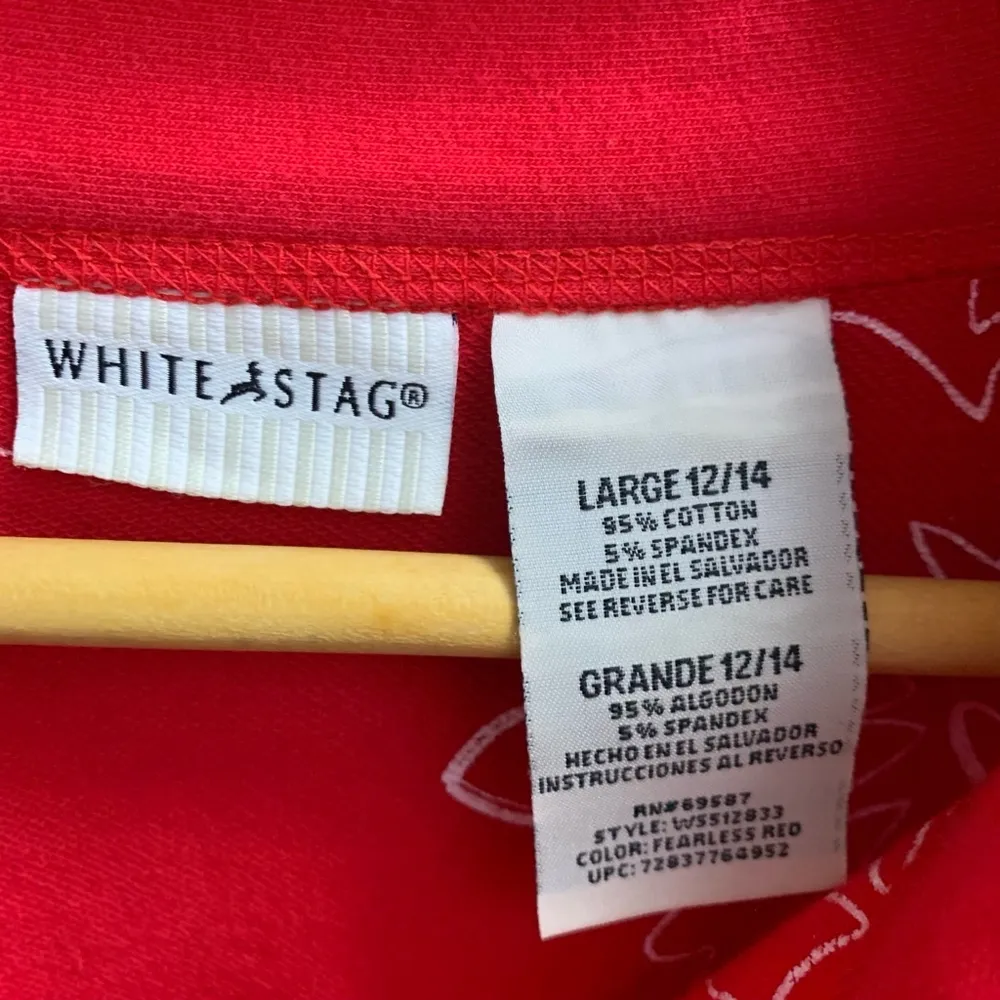 WHITE STAG®
LARGE 12/14
95% COTTON
5% SPANDEX
MADE IN EL SALVADOR
SEE REVERSE FOR CARE
GRANDE 12/14
95% ALGODON
5% SPANDEX
HECHO EN EL SALVADOR
INSTRUCCIONES AL REVERSO
RN#69587
STYLE: WS512833
COLOR: FEARLESS RED
UPC: 72837764952